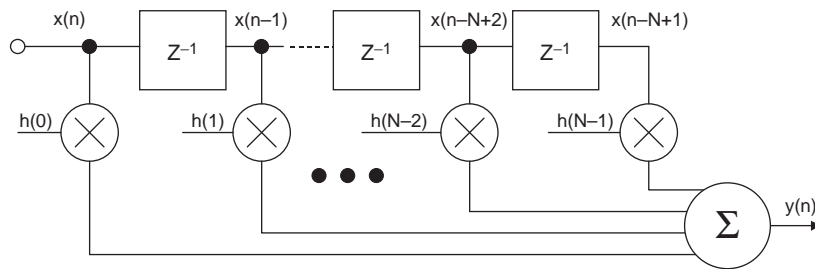 x(n) x(n–1) x(n–N+2) x(n–N+1)
Z⁻¹ Z⁻¹ Z⁻¹
h(0) h(1) h(N–2) h(N–1)
Σ y(n)